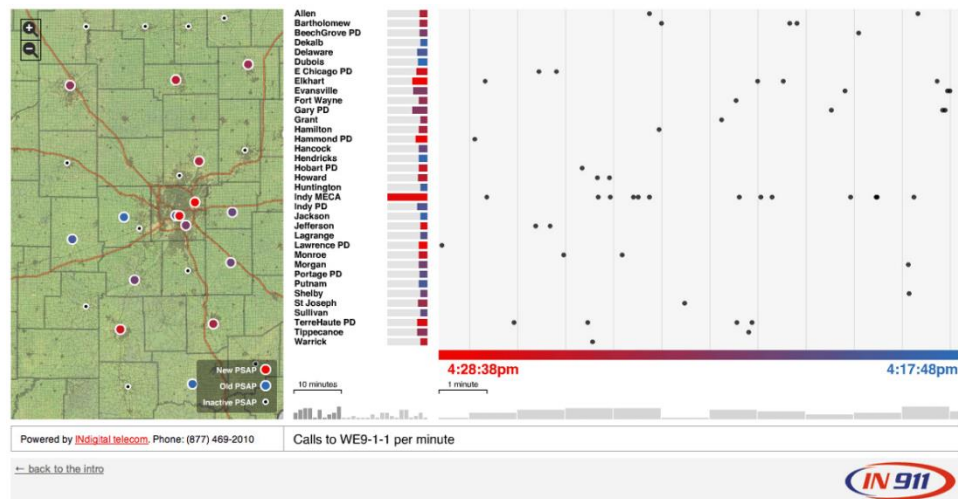 Allen
Bartholomew
BeechGrove PD
Dekalb
Delaware
Dubois
E Chicago PD
Elkhart
Evansville
Fort Wayne
Gary PD
Grant
Hamilton
Hammond PD
Hancock
Hendricks
Hobart PD
Howard
Huntington
Indy MECA
Indy PD
Jackson
Jefferson
Lagrange
Lawrence PD
Monroe
Morgan
Portage PD
Putnam
Shelby
St Joseph
Sullivan
TerreHaute PD
Tippecanoe
Warrick
New PSAP
Old PSAP
Inactive PSAP
4:28:38pm 4:17:48pm
10 minutes 1 minute
Powered by INdigital telecom. Phone: (877) 469-2010
Calls to WE9-1-1 per minute
← back to the intro
IN 911